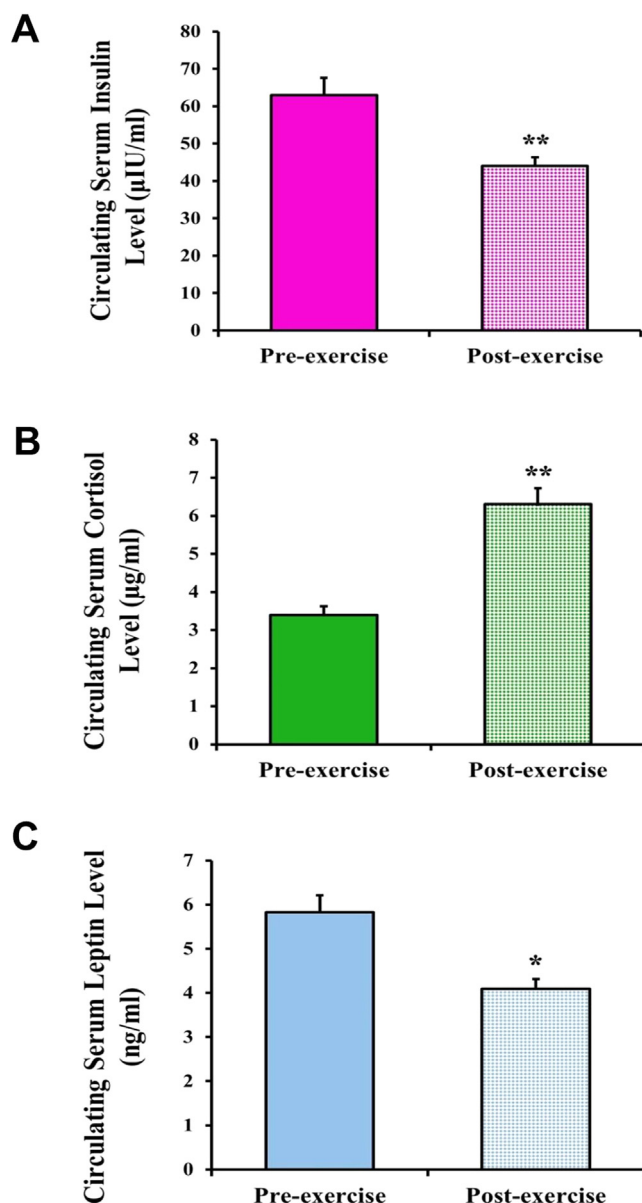 A
Circulating Serum Insulin
Level (µIU/ml)
80
70
60
50
40
30
20
10
0
**
Pre-exercise
Post-exercise
B
Circulating Serum Cortisol
Level (µg/ml)
8
7
6
5
4
3
2
1
0
**
Pre-exercise
Post-exercise
C
Circulating Serum Leptin Level
(ng/ml)
7
6
5
4
3
2
1
0
*
Pre-exercise
Post-exercise